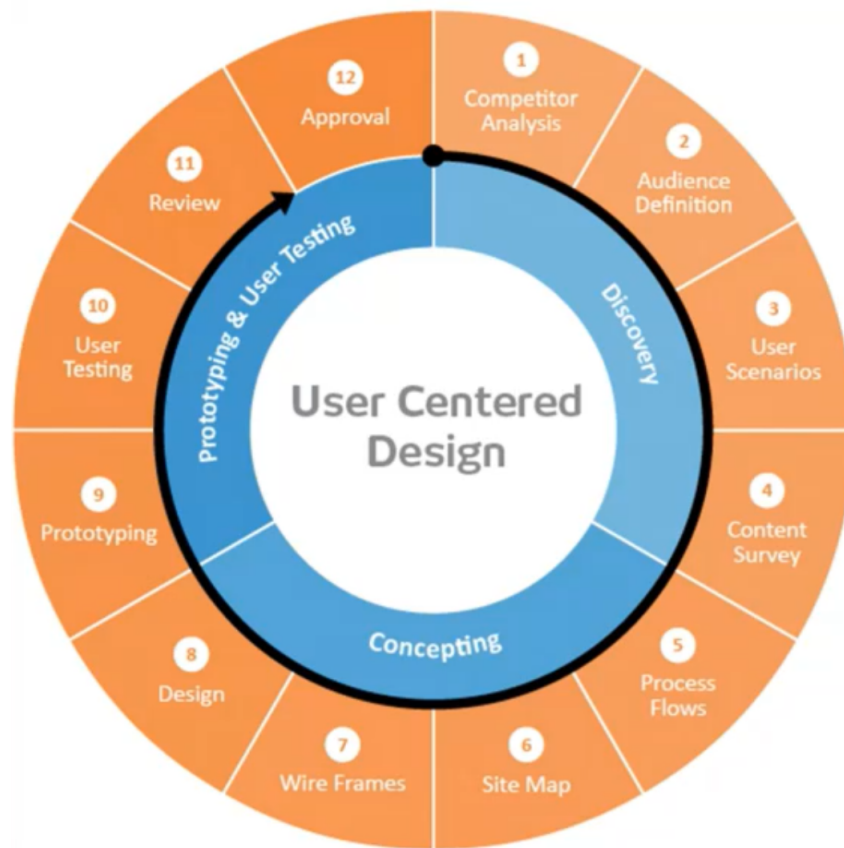 User Centered
Design
Discovery
Concepting
Prototyping & User Testing
1
Competitor
Analysis
2
Audience
Definition
3
User
Scenarios
4
Content
Survey
5
Process
Flows
6
Site Map
7
Wire Frames
8
Design
9
Prototyping
10
User
Testing
11
Review
12
Approval